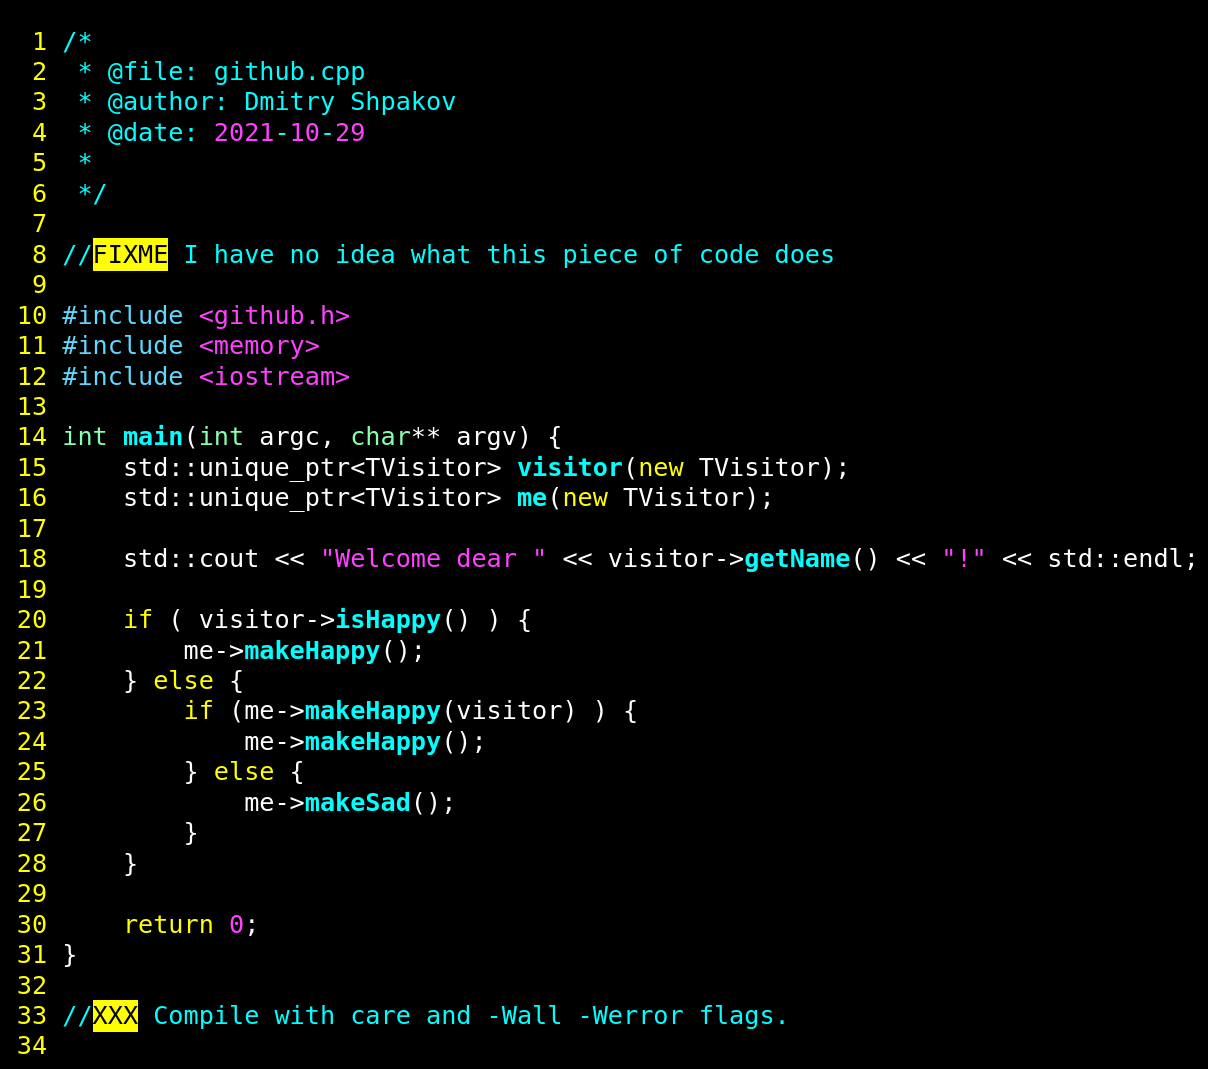 1 /*
2  * @file: github.cpp
3  * @author: Dmitry Shpakov
4  * @date: 2021-10-29
5  *
6  */
7
8 //FIXME I have no idea what this piece of code does
9
10 #include <github.h>
11 #include <memory>
12 #include <iostream>
13
14 int main(int argc, char** argv) {
15     std::unique_ptr<TVisitor> visitor(new TVisitor);
16     std::unique_ptr<TVisitor> me(new TVisitor);
17
18     std::cout << "Welcome dear " << visitor->getName() << "!" << std::endl;
19
20     if ( visitor->isHappy() ) {
21         me->makeHappy();
22     } else {
23         if (me->makeHappy(visitor) ) {
24             me->makeHappy();
25         } else {
26             me->makeSad();
27         }
28     }
29
30     return 0;
31 }
32
33 //XXX Compile with care and -Wall -Werror flags.
34